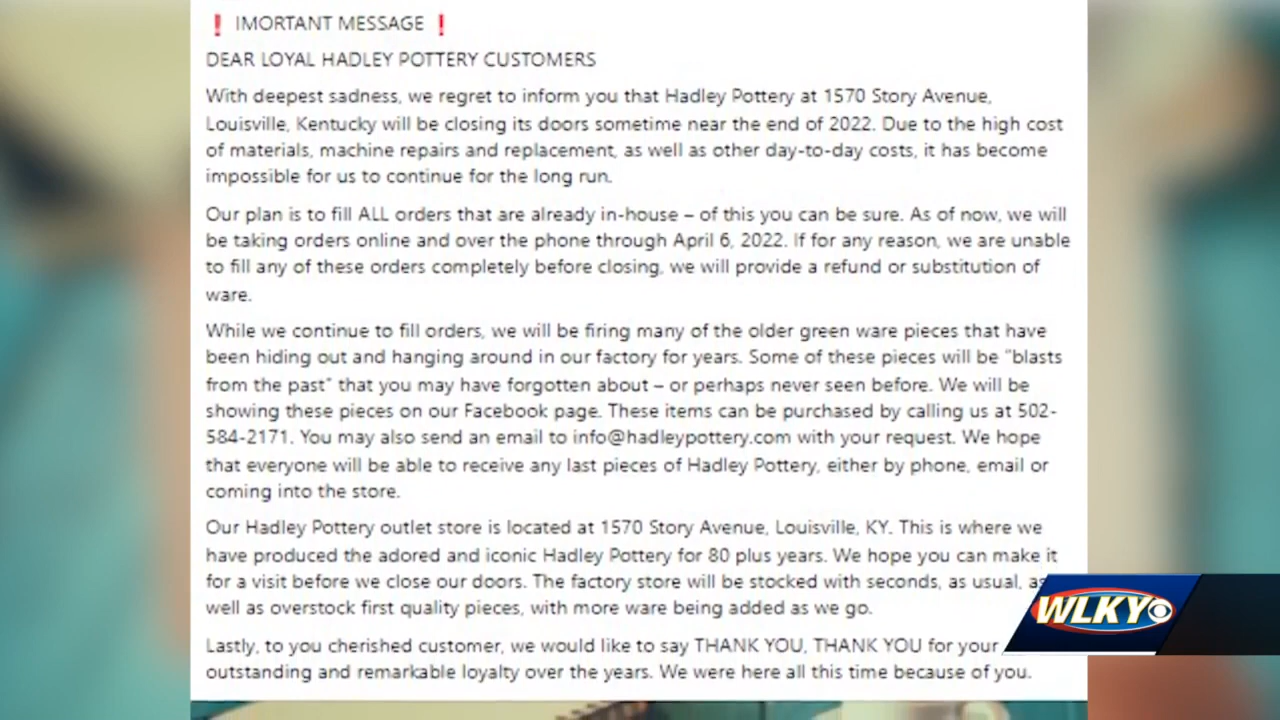 ❗ IMORTANT MESSAGE ❗
DEAR LOYAL HADLEY POTTERY CUSTOMERS
With deepest sadness, we regret to inform you that Hadley Pottery at 1570 Story Avenue,
Louisville, Kentucky will be closing its doors sometime near the end of 2022. Due to the high cost
of materials, machine repairs and replacement, as well as other day-to-day costs, it has become
impossible for us to continue for the long run.
Our plan is to fill ALL orders that are already in-house – of this you can be sure. As of now, we will
be taking orders online and over the phone through April 6, 2022. If for any reason, we are unable
to fill any of these orders completely before closing, we will provide a refund or substitution of
ware.
While we continue to fill orders, we will be firing many of the older green ware pieces that have
been hiding out and hanging around in our factory for years. Some of these pieces will be "blasts
from the past" that you may have forgotten about – or perhaps never seen before. We will be
showing these pieces on our Facebook page. These items can be purchased by calling us at 502-
584-2171. You may also send an email to info@hadleypottery.com with your request. We hope
that everyone will be able to receive any last pieces of Hadley Pottery, either by phone, email or
coming into the store.
Our Hadley Pottery outlet store is located at 1570 Story Avenue, Louisville, KY. This is where we
have produced the adored and iconic Hadley Pottery for 80 plus years. We hope you can make it
for a visit before we close our doors. The factory store will be stocked with seconds, as usual, as
well as overstock first quality pieces, with more ware being added as we go.
Lastly, to you cherished customer, we would like to say THANK YOU, THANK YOU for your
outstanding and remarkable loyalty over the years. We were here all this time because of you.
WLKY